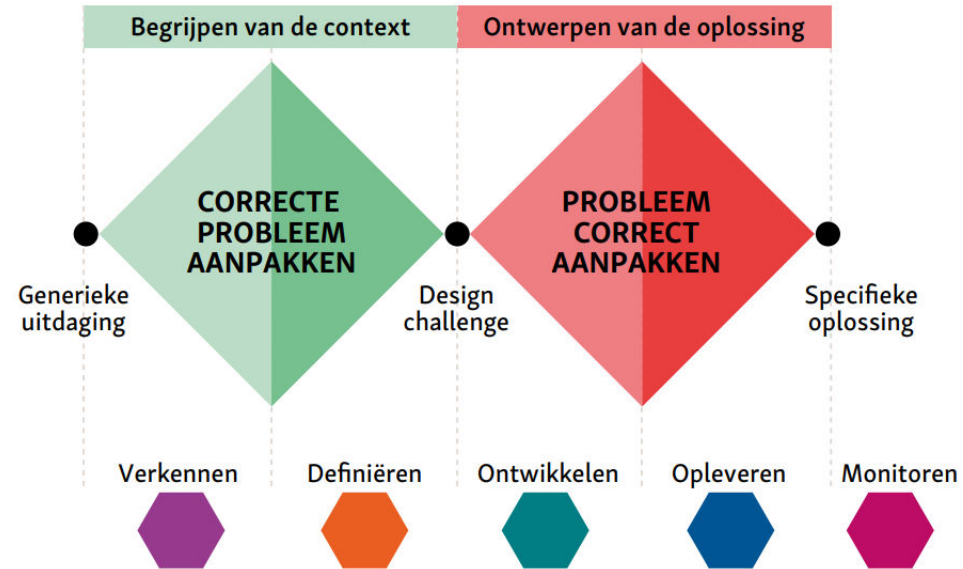 Begrijpen van de context
Ontwerpen van de oplossing
CORRECTE
PROBLEEM
AANPAKKEN
PROBLEEM
CORRECT
AANPAKKEN
Generieke
uitdaging
Design
challenge
Specifieke
oplossing
Verkennen
Definiëren
Ontwikkelen
Opleveren
Monitoren